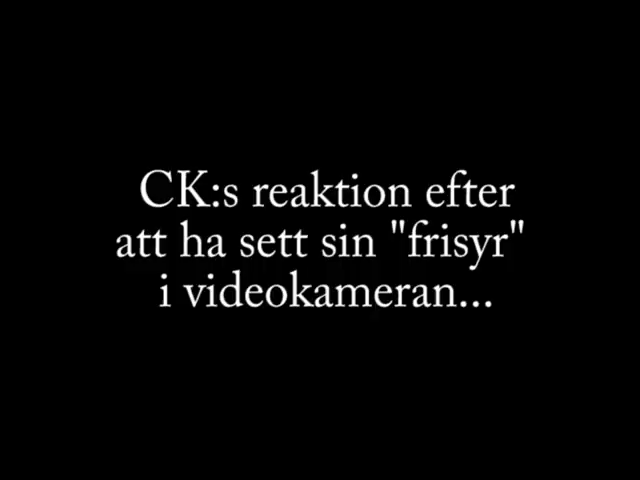 CK:s reaktion efter
att ha sett sin "frisyr"
i videokameran...